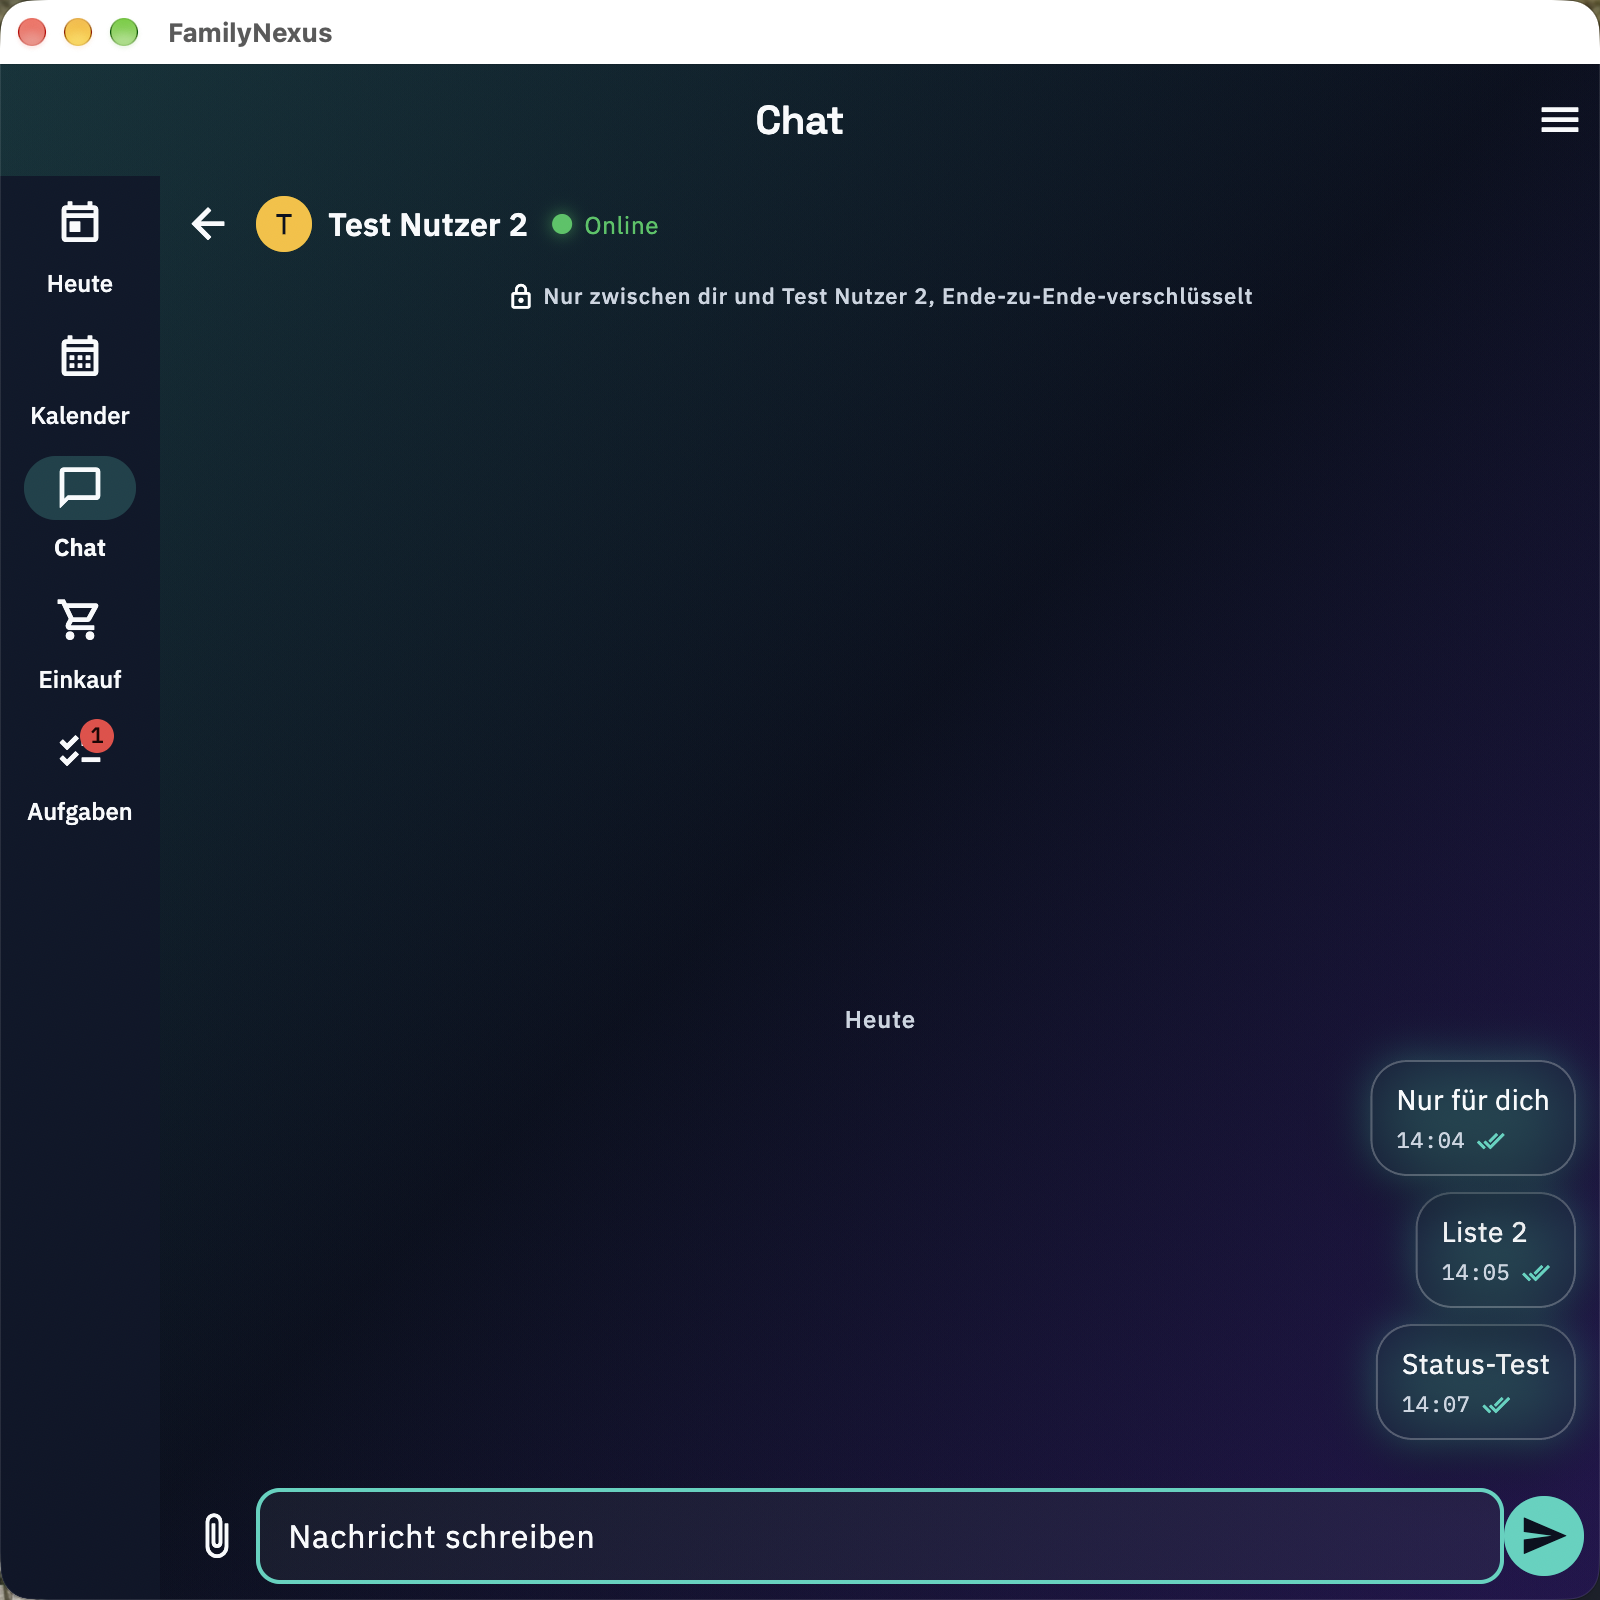 FamilyNexus
Chat
Heute
Kalender
Chat
Einkauf
1
Aufgaben
T
Test Nutzer 2
Online
Nur zwischen dir und Test Nutzer 2, Ende-zu-Ende-verschlüsselt
Heute
Nur für dich
14:04
Liste 2
14:05
Status-Test
14:07
Nachricht schreiben